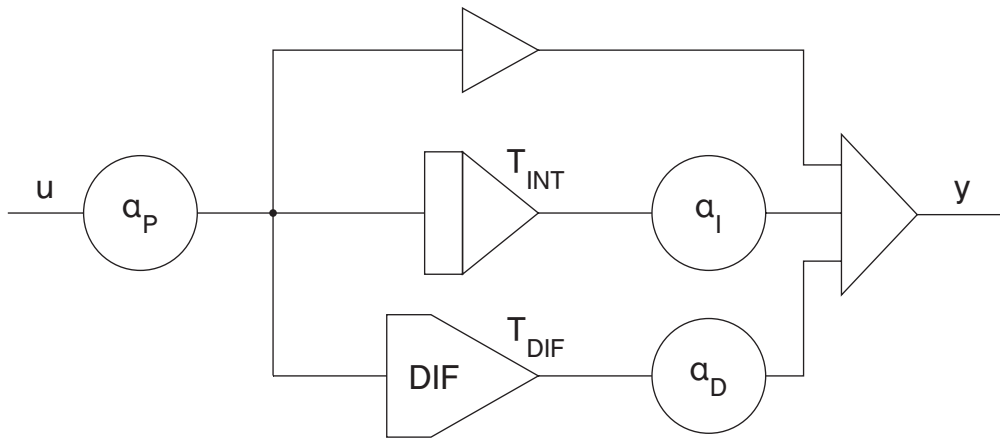 u
α_P
T_INT
α_I
y
T_DIF
DIF
α_D